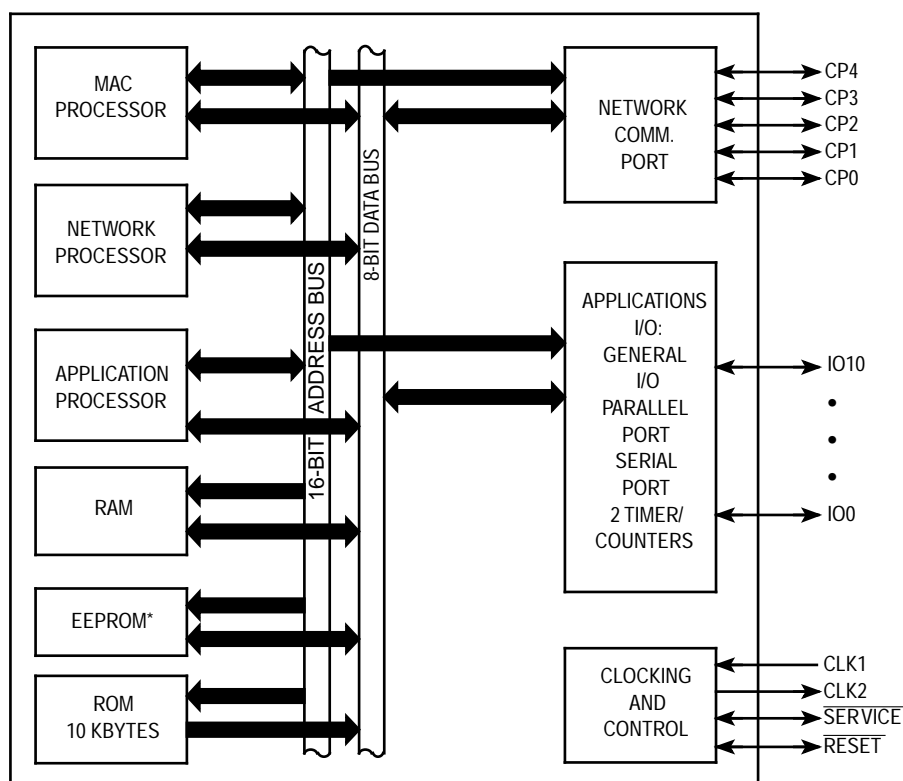 MAC
PROCESSOR
NETWORK
PROCESSOR
APPLICATION
PROCESSOR
RAM
EEPROM*
ROM
10 KBYTES
16-BIT ADDRESS BUS
8-BIT DATA BUS
NETWORK
COMM.
PORT
CP4
CP3
CP2
CP1
CP0
APPLICATIONS
I/O:
GENERAL
I/O
PARALLEL
PORT
SERIAL
PORT
2 TIMER/
COUNTERS
IO10
•
•
•
IO0
CLOCKING
AND
CONTROL
CLK1
CLK2
SERVICE
RESET